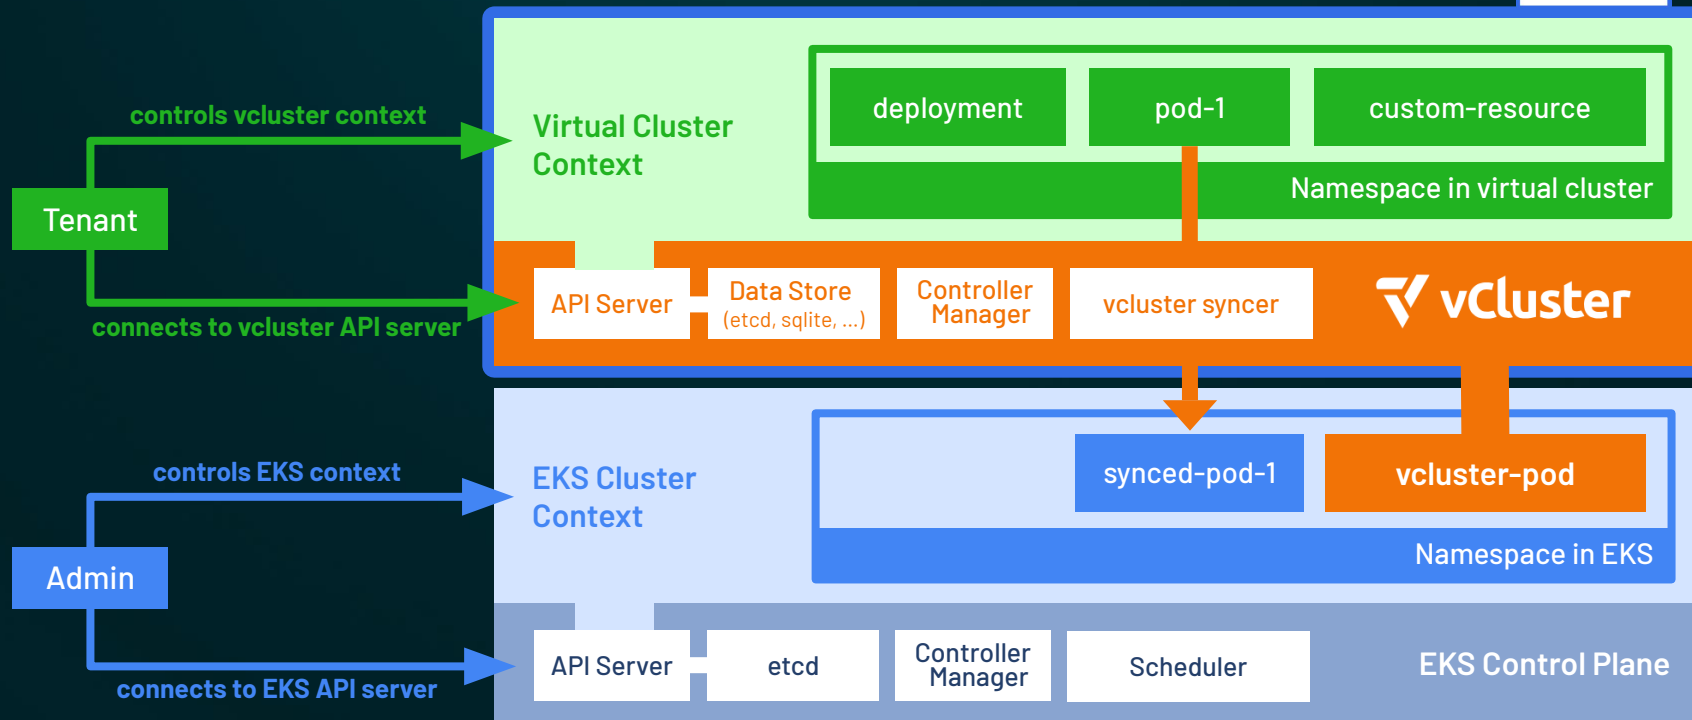 controls vcluster context
Tenant
connects to vcluster API server
Virtual Cluster
Context
deployment
pod-1
custom-resource
Namespace in virtual cluster
API Server
Data Store
(etcd, sqlite, ...)
Controller
Manager
vcluster syncer
vCluster
controls EKS context
Admin
connects to EKS API server
EKS Cluster
Context
synced-pod-1
vcluster-pod
Namespace in EKS
API Server
etcd
Controller
Manager
Scheduler
EKS Control Plane